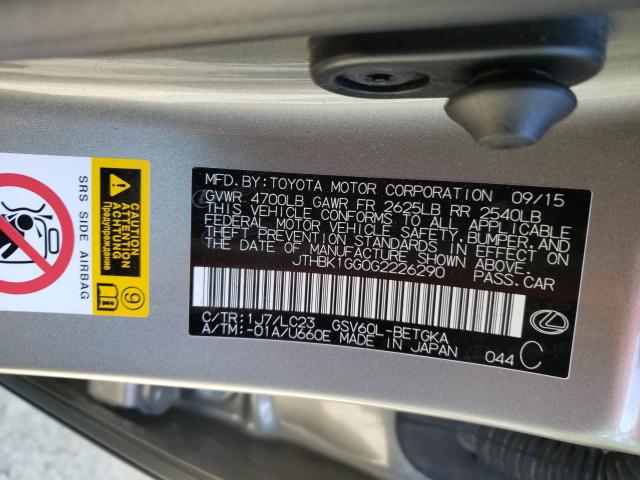 SRS SIDE AIRBAG
CAUTION
ATTENTION
ACHTUNG
Предупреждение
9
MFD. BY: TOYOTA MOTOR CORPORATION 09/15
GVWR 4700LB GAWR FR 2625LB RR 2540LB
THIS VEHICLE CONFORMS TO ALL APPLICABLE
FEDERAL MOTOR VEHICLE SAFETY, BUMPER, AND
THEFT PREVENTION STANDARDS IN EFFECT ON
THE DATE OF MANUFACTURE SHOWN ABOVE.
JTHBK1GG0G2226290 PASS. CAR
C/TR: 1J7/LC23 GSV60L-BETGKA
A/TM: -01A/U660E MADE IN JAPAN
044 C